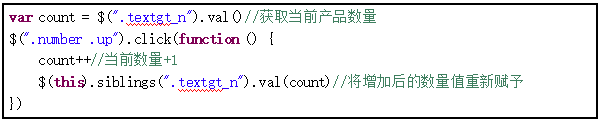 var count = $(".textgt_n").val()//获取当前产品数量
$(".number .up").click(function () {
    count++//当前数量+1
    $(this).siblings(".textgt_n").val(count)//将增加后的数量值重新赋予
})